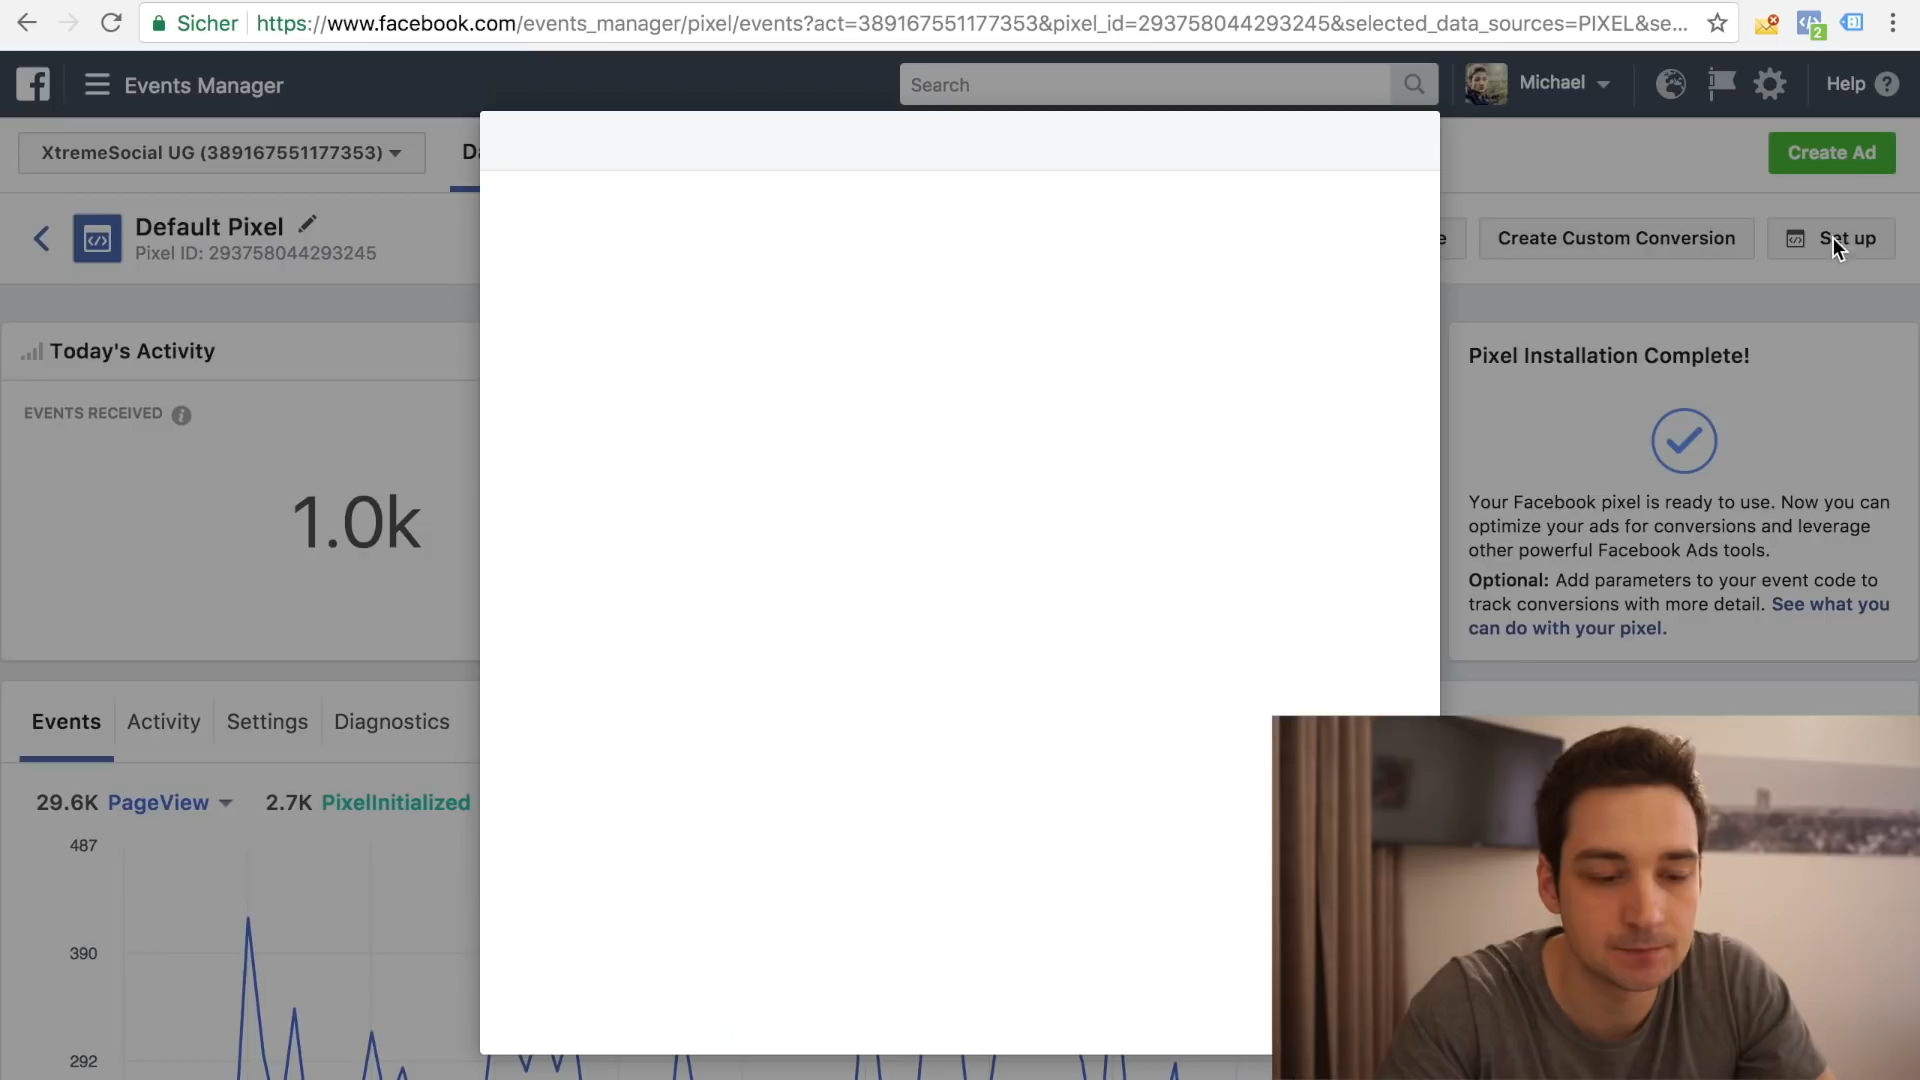 Sicher https://www.facebook.com/events_manager/pixel/events?act=389167551177353&pixel_id=293758044293245&selected_data_sources=PIXEL&se...
2
Events Manager
Search
Michael
Help ?
XtremeSocial UG (389167551177353)
Create Ad
Default Pixel
Pixel ID: 293758044293245
e
Create Custom Conversion
Set up
Today's Activity
EVENTS RECEIVED
1.0k
Pixel Installation Complete!
Your Facebook pixel is ready to use. Now you can
optimize your ads for conversions and leverage
other powerful Facebook Ads tools.
Optional: Add parameters to your event code to
track conversions with more detail. See what you
can do with your pixel.
Events Activity Settings Diagnostics
29.6K PageView 2.7K PixelInitialized
487
390
292